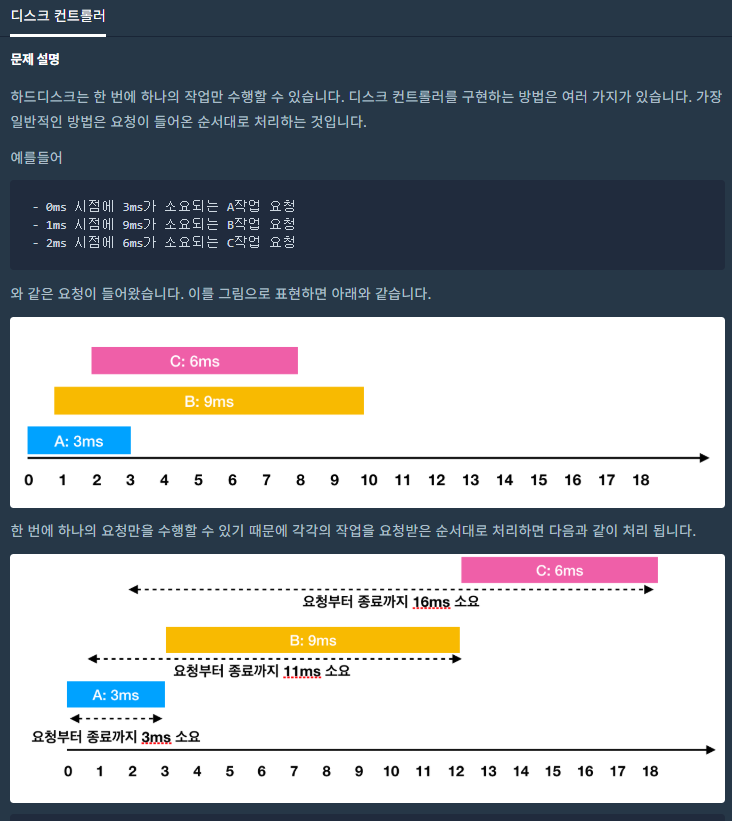 디스크 컨트롤러
문제 설명
하드디스크는 한 번에 하나의 작업만 수행할 수 있습니다. 디스크 컨트롤러를 구현하는 방법은 여러 가지가 있습니다. 가장
일반적인 방법은 요청이 들어온 순서대로 처리하는 것입니다.
예를들어
- 0ms 시점에 3ms가 소요되는 A작업 요청
- 1ms 시점에 9ms가 소요되는 B작업 요청
- 2ms 시점에 6ms가 소요되는 C작업 요청
와 같은 요청이 들어왔습니다. 이를 그림으로 표현하면 아래와 같습니다.
C: 6ms
B: 9ms
A: 3ms
0 1 2 3 4 5 6 7 8 9 10 11 12 13 14 15 16 17 18
한 번에 하나의 요청만을 수행할 수 있기 때문에 각각의 작업을 요청받은 순서대로 처리하면 다음과 같이 처리 됩니다.
C: 6ms
요청부터 종료까지 16ms 소요
B: 9ms
요청부터 종료까지 11ms 소요
A: 3ms
요청부터 종료까지 3ms 소요
0 1 2 3 4 5 6 7 8 9 10 11 12 13 14 15 16 17 18